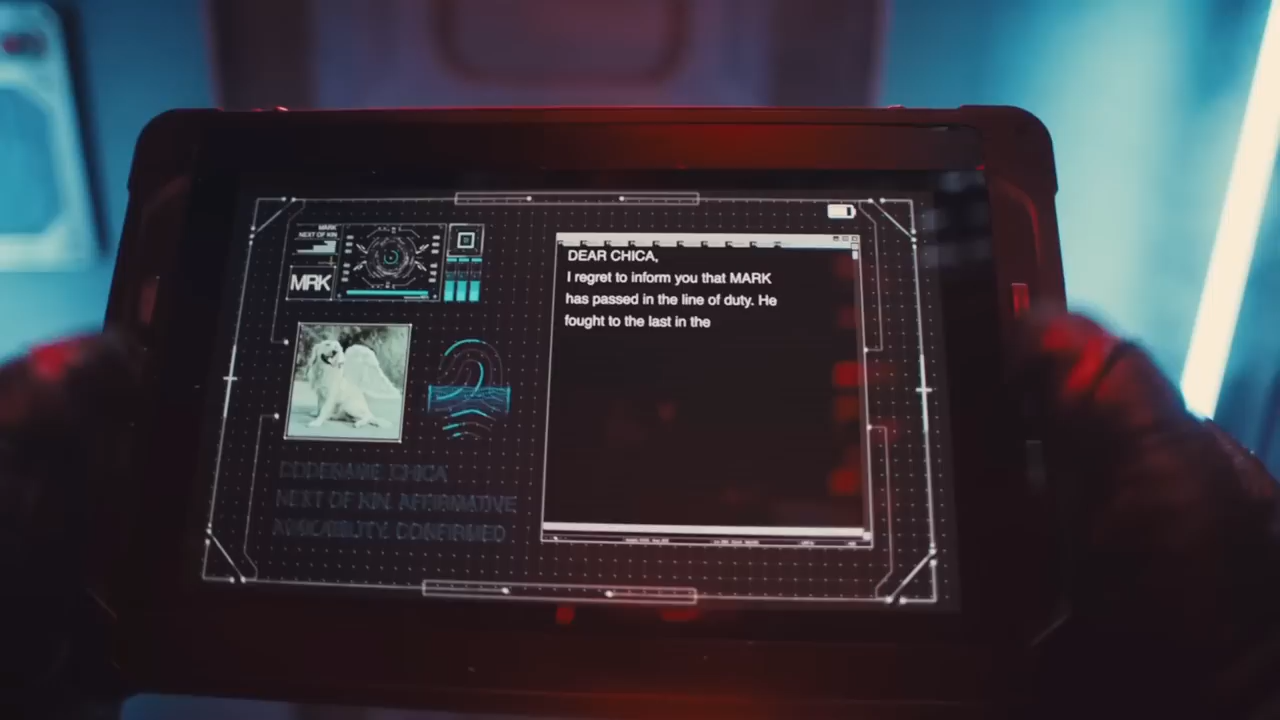 MARK
NEXT OF KIN
MRK
DEAR CHICA,
I regret to inform you that MARK
has passed in the line of duty. He
fought to the last in the
CODENAME: CHICA
NEXT OF KIN: AFFIRMATIVE
AVAILABILITY: CONFIRMED